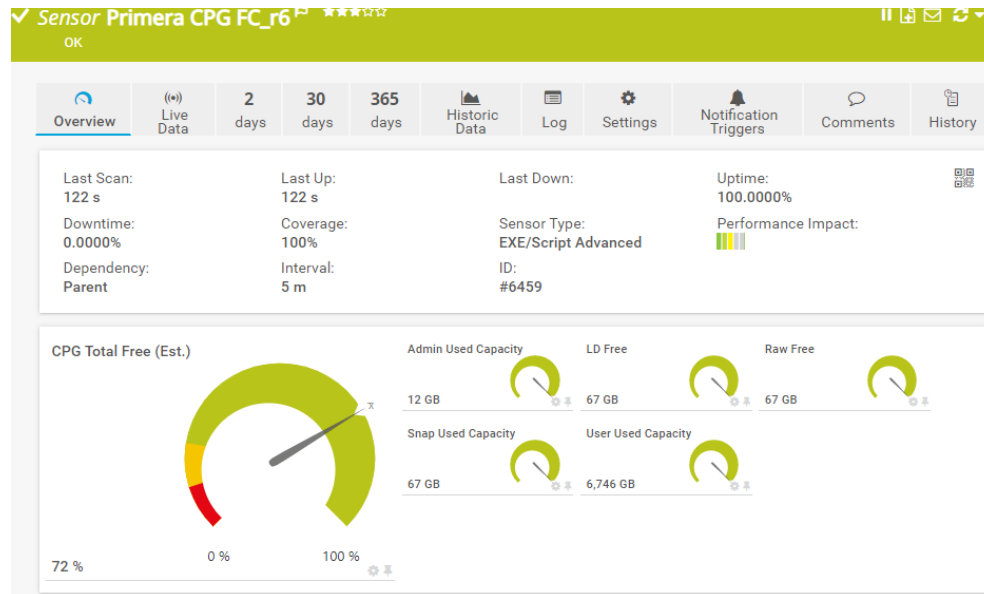 Sensor Primera CPG FC_r6
OK
Overview
Live Data
2 days
30 days
365 days
Historic Data
Log
Settings
Notification Triggers
Comments
History
Last Scan:
122 s
Last Up:
122 s
Last Down:
Uptime:
100.0000%
Downtime:
0.0000%
Coverage:
100%
Sensor Type:
EXE/Script Advanced
Performance Impact:
Dependency:
Parent
Interval:
5 m
ID:
#6459
CPG Total Free (Est.)
x
0 %
100 %
72 %
Admin Used Capacity
12 GB
LD Free
67 GB
Raw Free
67 GB
Snap Used Capacity
67 GB
User Used Capacity
6,746 GB